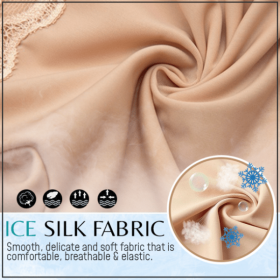 ICE SILK FABRIC
Smooth, delicate and soft fabric that is
comfortable, breathable & elastic.